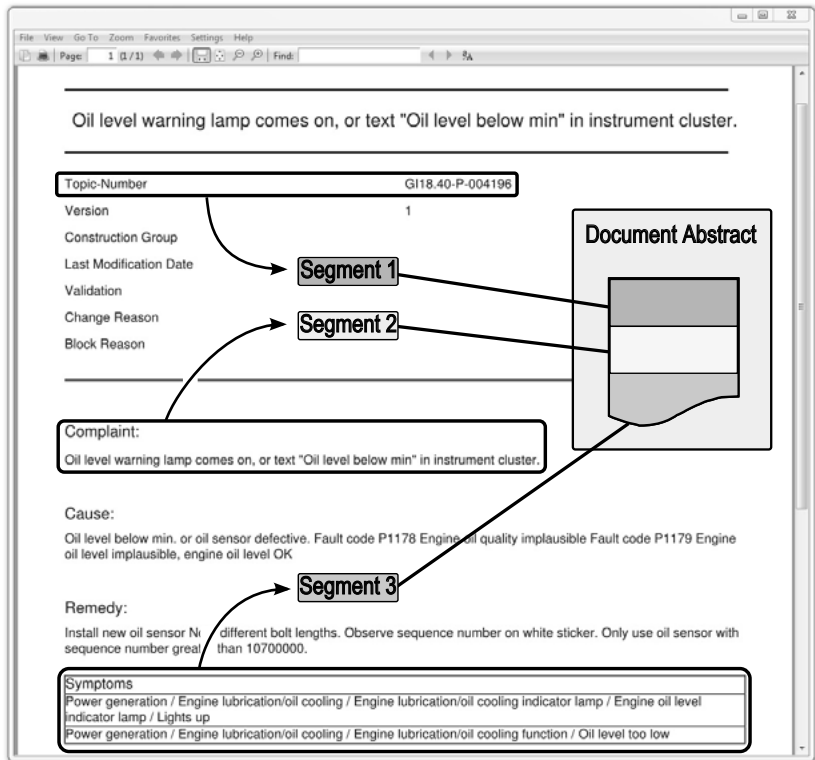 File View Go To Zoom Favorites Settings Help
Page: 1 (1/1) Find:
Oil level warning lamp comes on, or text "Oil level below min" in instrument cluster.
Topic-Number GI18.40-P-004196
Version 1
Construction Group
Last Modification Date
Validation
Change Reason
Block Reason
Segment 1
Segment 2
Document Abstract
Complaint:
Oil level warning lamp comes on, or text "Oil level below min" in instrument cluster.
Cause:
Oil level below min. or oil sensor defective. Fault code P1178 Engine oil quality implausible Fault code P1179 Engine
oil level implausible, engine oil level OK
Segment 3
Remedy:
Install new oil sensor different bolt lengths. Observe sequence number on white sticker. Only use oil sensor with
sequence number than 10700000.
Symptoms
Power generation / Engine lubrication/oil cooling / Engine lubrication/oil cooling indicator lamp / Engine oil level
indicator lamp / Lights up
Power generation / Engine lubrication/oil cooling / Engine lubrication/oil cooling function / Oil level too low